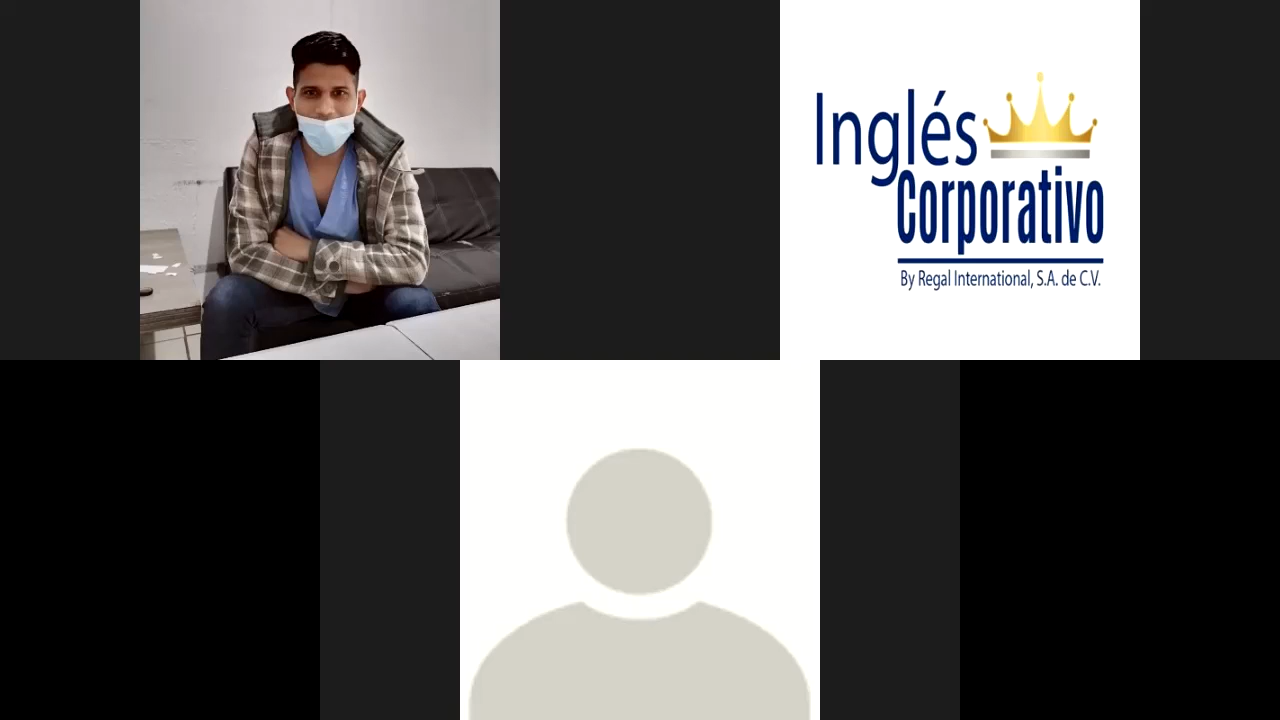 Inglés
Corporativo
By Regal International, S.A. de C.V.